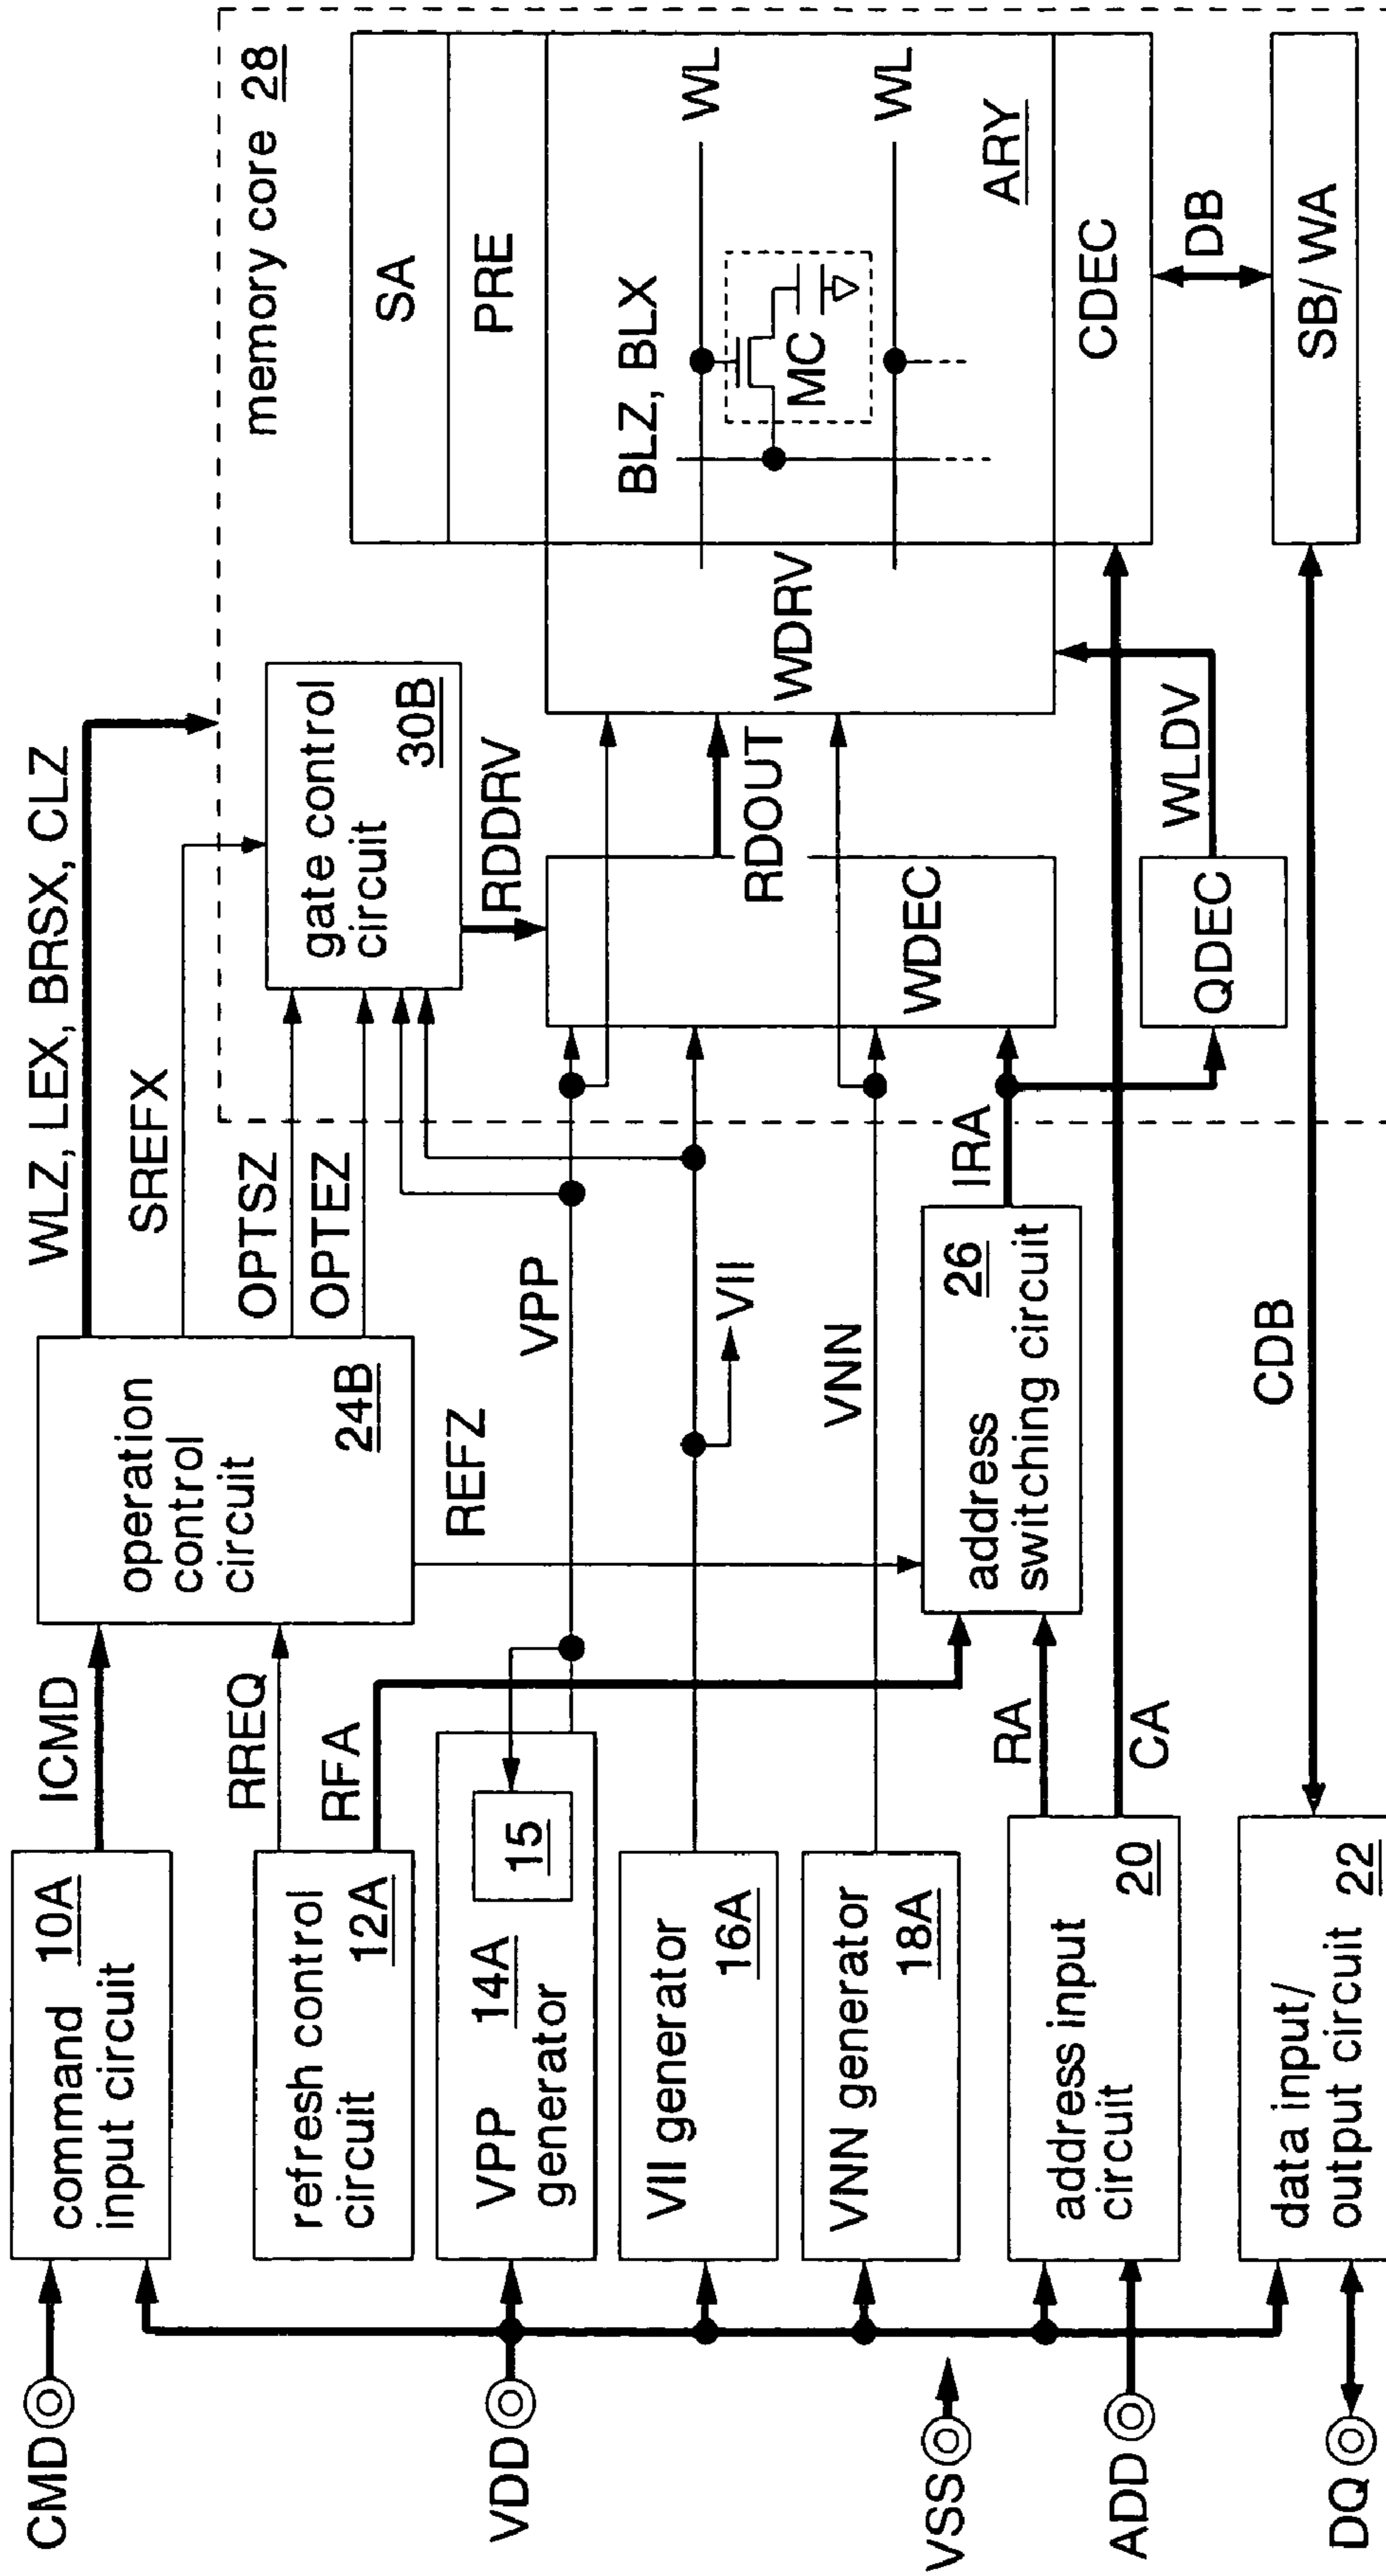 CMD
VDD
VSS
ADD
DQ
command 10A
input circuit
refresh control
circuit 12A
VPP 14A
generator
15
VII generator
16A
VNN generator
18A
address input
circuit 20
data input/
output circuit 22
ICMD
RREQ
RFA
RA
CA
CDB
operation
control
circuit 24B
REFZ
VPP
VII
VNN
address 26
switching circuit
IRA
WLZ, LEX, BRSX, CLZ
SREFX
OPTSZ
OPTEZ
memory core 28
gate control
circuit
30B
RDDRV
WDEC
RDOUT
QDEC
WLDV
WDRV
SA
PRE
BLZ, BLX
WL
MC
WL
ARY
CDEC
DB
SB/ WA